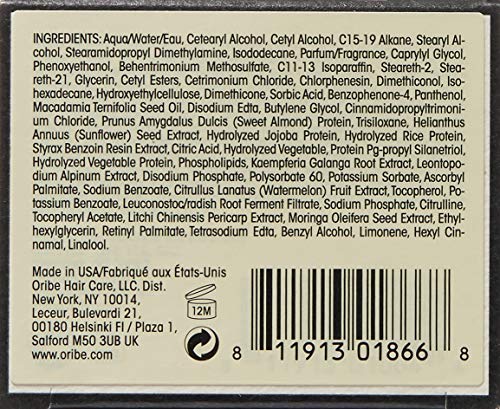 INGREDIENTS: Aqua/Water/Eau, Cetearyl Alcohol, Cetyl Alcohol, C15-19 Alkane, Stearyl Al-
cohol, Stearamidopropyl Dimethylamine, Isododecane, Parfum/Fragrance, Caprylyl Glycol,
Phenoxyethanol, Behentrimonium Methosulfate, C11-13 Isoparaffin, Steareth-2, Stea-
reth-21, Glycerin, Cetyl Esters, Cetrimonium Chloride, Chlorphenesin, Dimethiconol, Iso-
hexadecane, Hydroxyethylcellulose, Dimethicone, Sorbic Acid, Benzophenone-4, Panthenol,
Macadamia Ternifolia Seed Oil, Disodium Edta, Butylene Glycol, Cinnamidopropyltrimoni-
um Chloride, Prunus Amygdalus Dulcis (Sweet Almond) Protein, Trisiloxane, Helianthus
Annuus (Sunflower) Seed Extract, Hydrolyzed Jojoba Protein, Hydrolyzed Rice Protein,
Styrax Benzoin Resin Extract, Citric Acid, Hydrolyzed Vegetable Protein Pg-propyl Silanetriol,
Hydrolyzed Vegetable Protein, Phospholipids, Kaempferia Galanga Root Extract, Leontopo-
dium Alpinum Extract, Disodium Phosphate, Polysorbate 60, Potassium Sorbate, Ascorbyl
Palmitate, Sodium Benzoate, Citrullus Lanatus (Watermelon) Fruit Extract, Tocopherol, Po-
tassium Benzoate, Leuconostoc/radish Root Ferment Filtrate, Sodium Phosphate, Citrulline,
Tocopheryl Acetate, Litchi Chinensis Pericarp Extract, Moringa Oleifera Seed Extract, Ethyl-
hexylglycerin, Retinyl Palmitate, Tetrasodium Edta, Benzyl Alcohol, Limonene, Hexyl Cin-
namal, Linalool.
Made in USA/Fabriqué aux États-Unis
Oribe Hair Care, LLC. Dist.
New York, NY 10014,
Leceur, Bulevardi 21,
00180 Helsinki FI / Plaza 1,
Salford M50 3UB UK
www.oribe.com
12M
8 11913 01866 8